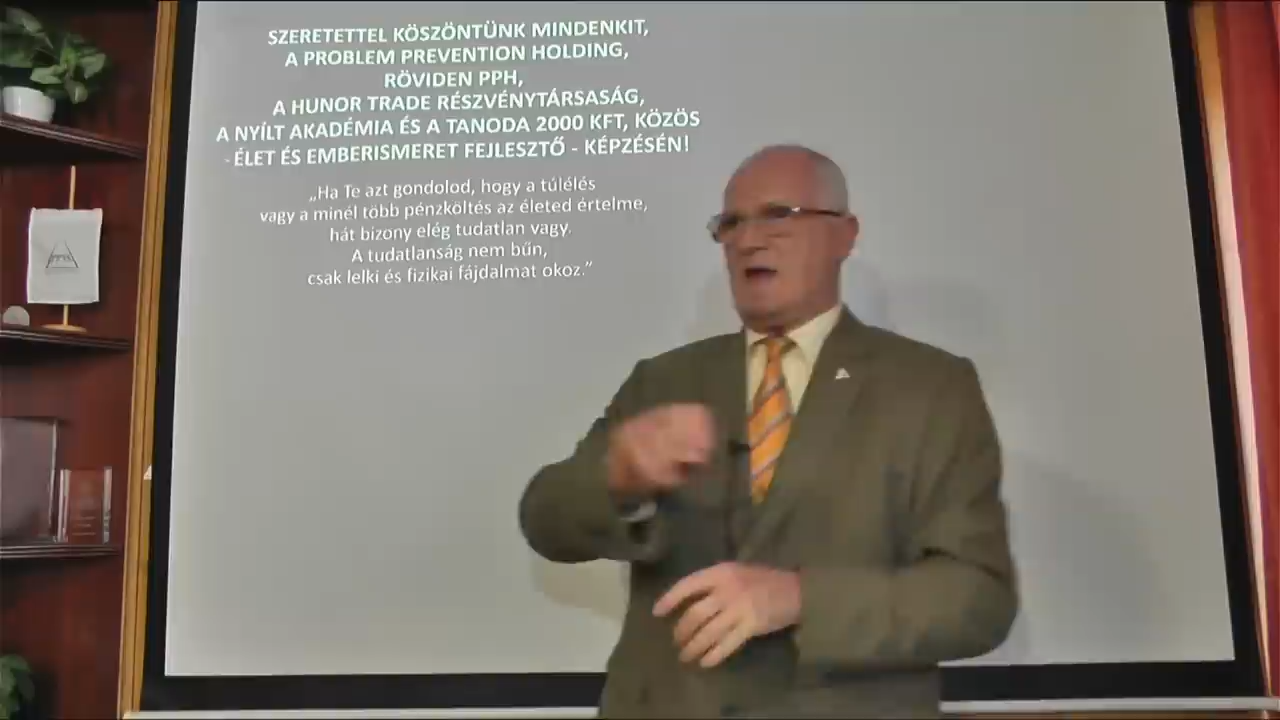 SZERETETTEL KÖSZÖNTÜNK MINDENKIT,
A PROBLEM PREVENTION HOLDING,
RÖVIDEN PPH,
A HUNOR TRADE RÉSZVÉNYTÁRSASÁG,
A NYÍLT AKADÉMIA ÉS A TANODA 2000 KFT, KÖZÖS
- ÉLET ÉS EMBERISMERET FEJLESZTŐ - KÉPZÉSÉN!
„Ha Te azt gondolod, hogy a túlélés
vagy a minél több pénzköltés az életed értelme,
hát bizony elég tudatlan vagy.
A tudatlanság nem bűn,
csak lelki és fizikai fájdalmat okoz.”